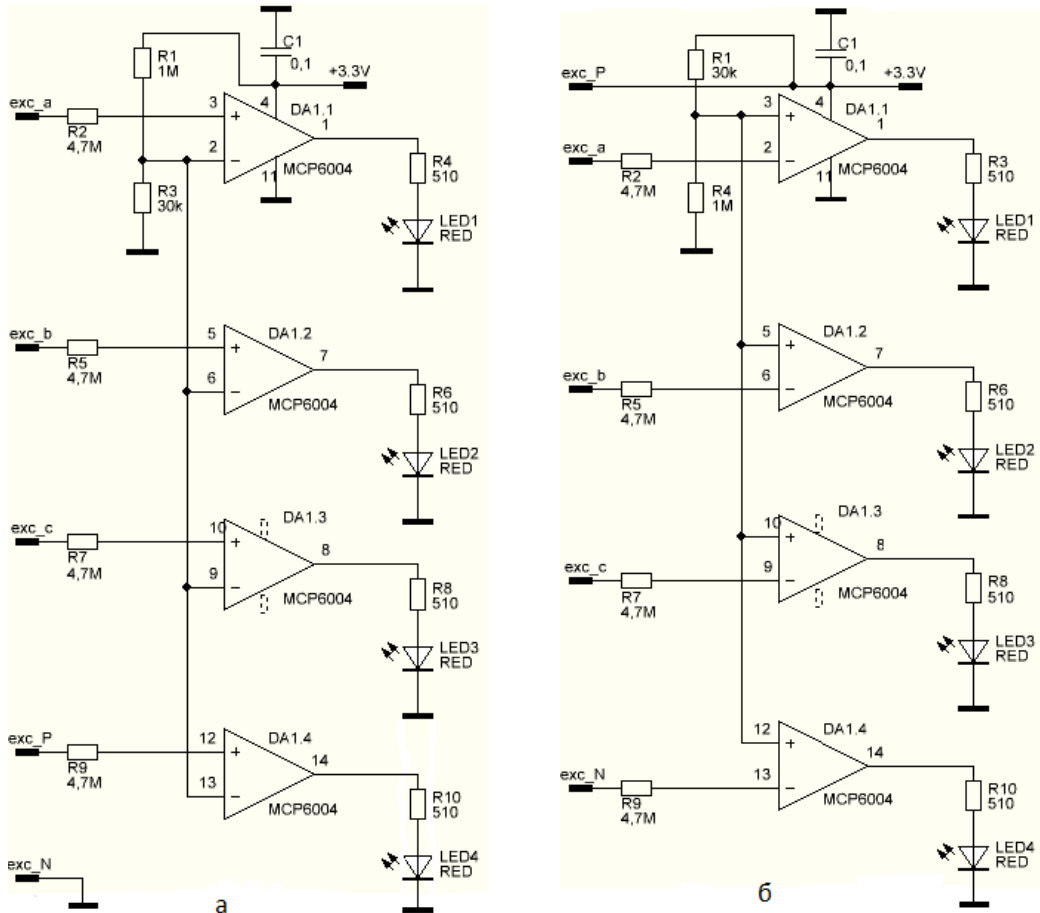 R1
1M
C1
0,1
+3.3V
exc_a
R2
4,7M
3
2
4
11
1
DA1.1
MCP6004
R3
30k
R4
510
LED1
RED
exc_b
R5
4,7M
5
6
7
DA1.2
MCP6004
R6
510
LED2
RED
exc_c
R7
4,7M
10
9
8
DA1.3
MCP6004
R8
510
LED3
RED
exc_P
R9
4,7M
12
13
14
DA1.4
MCP6004
R10
510
LED4
RED
exc_N
а
R1
30k
C1
0,1
+3.3V
exc_P
exc_a
R2
4,7M
3
2
4
11
1
DA1.1
MCP6004
R4
1M
R3
510
LED1
RED
exc_b
R5
4,7M
5
6
7
DA1.2
MCP6004
R6
510
LED2
RED
exc_c
R7
4,7M
10
9
8
DA1.3
MCP6004
R8
510
LED3
RED
exc_N
R9
4,7M
12
13
14
DA1.4
MCP6004
R10
510
LED4
RED
б